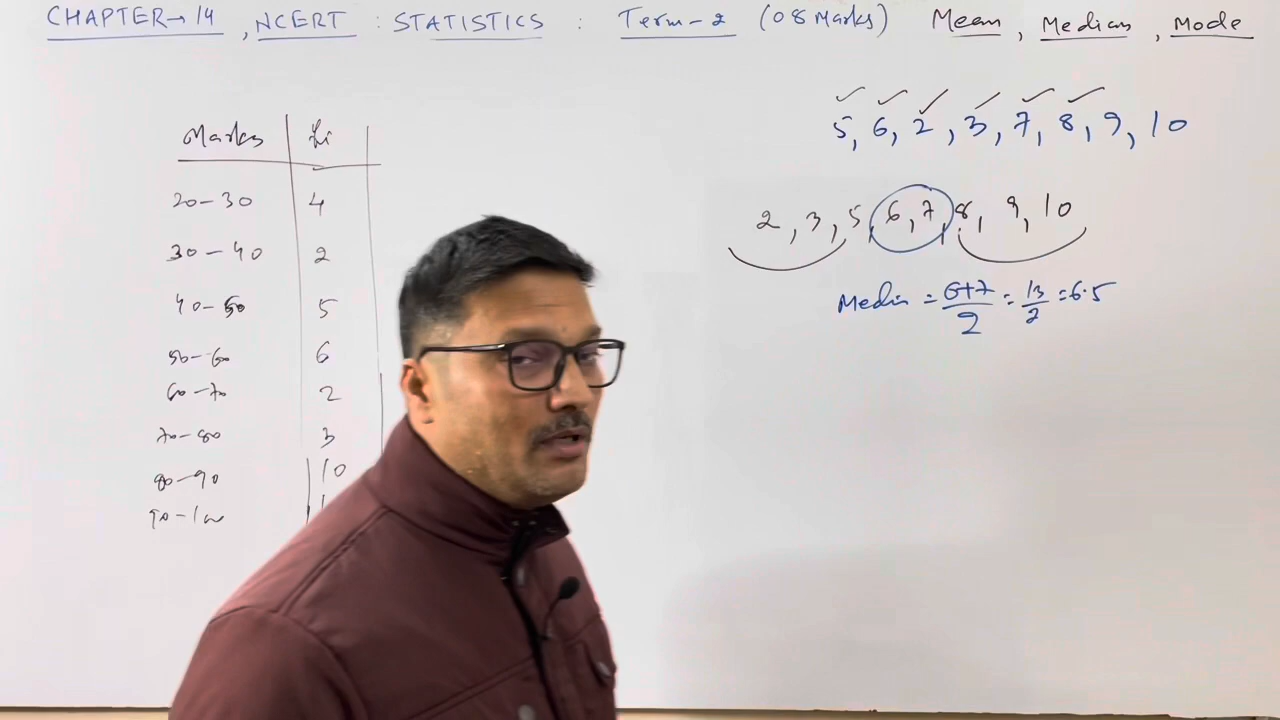 CHAPTER→14, NCERT : STATISTICS : Term-2 (08 Marks) Mean, Median, Mode
Marks fi
20-30 4
30-40 2
40-50 5
50-60 6
60-70 2
70-80 3
80-90 10
90-100
5, 6, 2, 3, 7, 8, 9, 10
2, 3, 5, 6, 7, 8, 9, 10
Median = 6+7/2 = 13/2 = 6.5